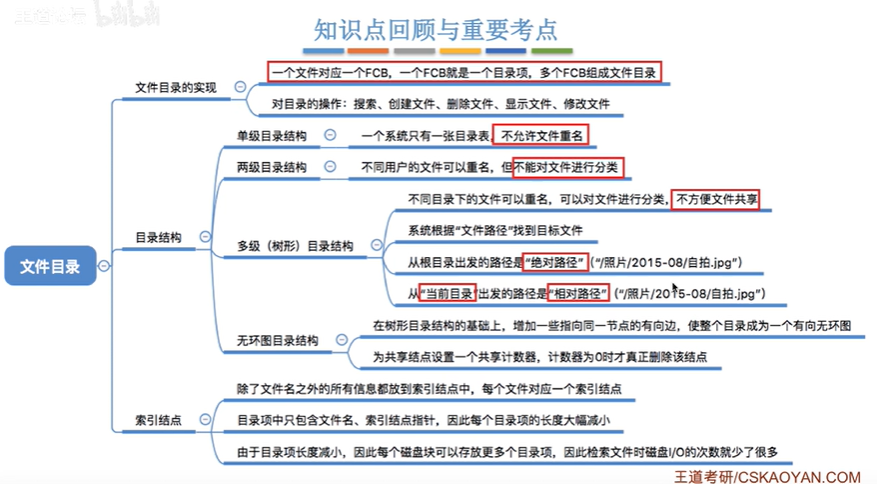 王道考研 bilibili
知识点回顾与重要考点
文件目录
文件目录的实现
一个文件对应一个FCB，一个FCB就是一个目录项，多个FCB组成文件目录
对目录的操作：搜索、创建文件、删除文件、显示文件、修改文件
目录结构
单级目录结构
一个系统只有一张目录表，不允许文件重名
两级目录结构
不同用户的文件可以重名，但不能对文件进行分类
多级（树形）目录结构
不同目录下的文件可以重名，可以对文件进行分类，不方便文件共享
系统根据“文件路径”找到目标文件
从根目录出发的路径是“绝对路径”（“/照片/2015-08/自拍.jpg”）
从“当前目录”出发的路径是“相对路径”（“/照片/2015-08/自拍.jpg”）
无环图目录结构
在树形目录结构的基础上，增加一些指向同一节点的有向边，使整个目录成为一个有向无环图
为共享结点设置一个共享计数器，计数器为0时才真正删除该结点
索引结点
除了文件名之外的所有信息都放到索引结点中，每个文件对应一个索引结点
目录项中只包含文件名、索引结点指针，因此每个目录项的长度大幅减小
由于目录项长度减小，因此每个磁盘块可以存放更多个目录项，因此检索文件时磁盘I/O的次数就少了很多
王道考研/CSKAOYAN.COM